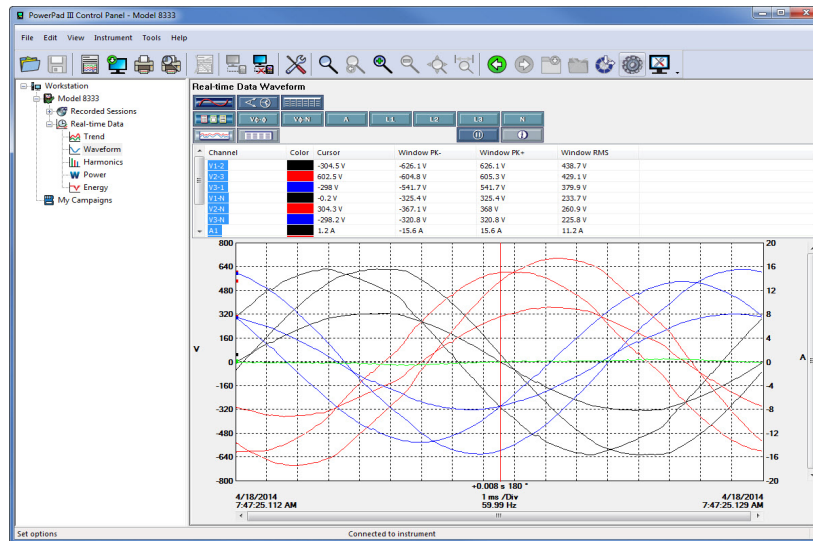 PowerPad III Control Panel - Model 8333
File Edit View Instrument Tools Help
Workstation
Model 8333
Recorded Sessions
Real-time Data
Trend
Waveform
Harmonics
Power
Energy
My Campaigns
Real-time Data Waveform
Vϕ-ϕ Vϕ-N A L1 L2 L3 N
Channel Color Cursor Window PK- Window PK+ Window RMS
V1-2 -304.5 V -626.1 V 626.1 V 438.7 V
V2-3 602.5 V -604.8 V 605.3 V 429.1 V
V3-1 -298 V -541.7 V 541.7 V 379.9 V
V1-N -0.2 V -325.4 V 325.4 V 233.7 V
V2-N 304.3 V -367.1 V 368 V 260.9 V
V3-N -298.2 V -320.8 V 320.8 V 225.8 V
A1 1.2 A -15.6 A 15.6 A 11.2 A
800 20
640 16
480 12
320 8
160 4
V 0 0 A
-160 -4
-320 -8
-480 -12
-640 -16
-800 -20
+0.008 s 180 °
4/18/2014 1 ms /Div 4/18/2014
7:47:25.112 AM 59.99 Hz 7:47:25.129 AM
Set options Connected to instrument